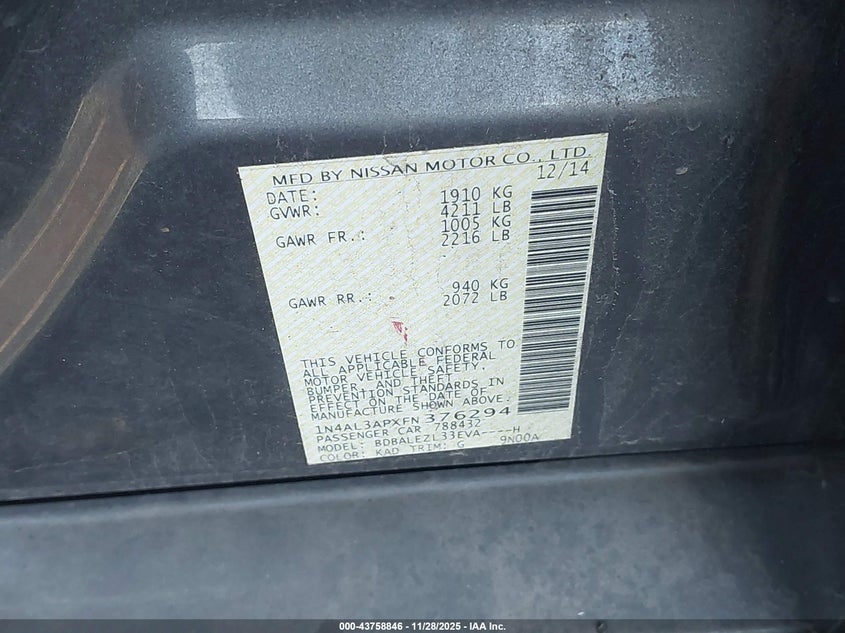 MFD BY NISSAN MOTOR CO., LTD.
DATE: 12/14
GVWR: 1910 KG
4211 LB
GAWR FR.: 1005 KG
2216 LB
GAWR RR.: 940 KG
2072 LB
THIS VEHICLE CONFORMS TO
ALL APPLICABLE FEDERAL
MOTOR VEHICLE SAFETY,
BUMPER, AND THEFT
PREVENTION STANDARDS IN
EFFECT ON THE DATE OF
MANUFACTURE SHOWN ABOVE.
1N4AL3APXFN376294
PASSENGER CAR 788432
MODEL: BDBALEZL33EVA----H
COLOR: KAD TRIM: G 9N00A
000-43758846 | 11/28/2025 - IAA Inc.